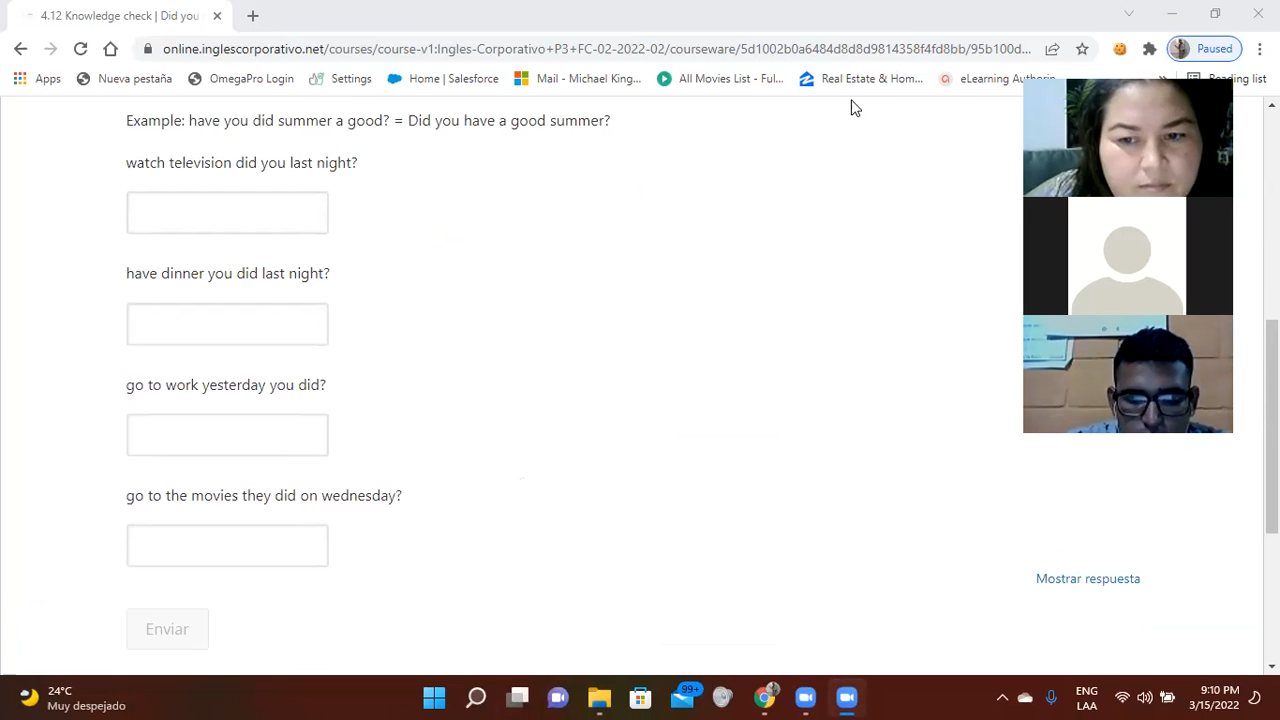 4.12 Knowledge check | Did you
online.inglescorporativo.net/courses/course-v1:Ingles-Corporativo+P3+FC-02-2022-02/courseware/5d1002b0a6484d8d8d9814358f4fd8bb/95b100d...
Paused
Apps
Nueva pestaña
OmegaPro Login
Settings
Home | Salesforce
Mail - Michael King...
All Movies List - Ful...
Real Estate & Hom...
eLearning Authorin
»
Reading list
Example: have you did summer a good? = Did you have a good summer?
watch television did you last night?
have dinner you did last night?
go to work yesterday you did?
go to the movies they did on wednesday?
Mostrar respuesta
Enviar
24°C
Muy despejado
99+
ENG
LAA
9:10 PM
3/15/2022